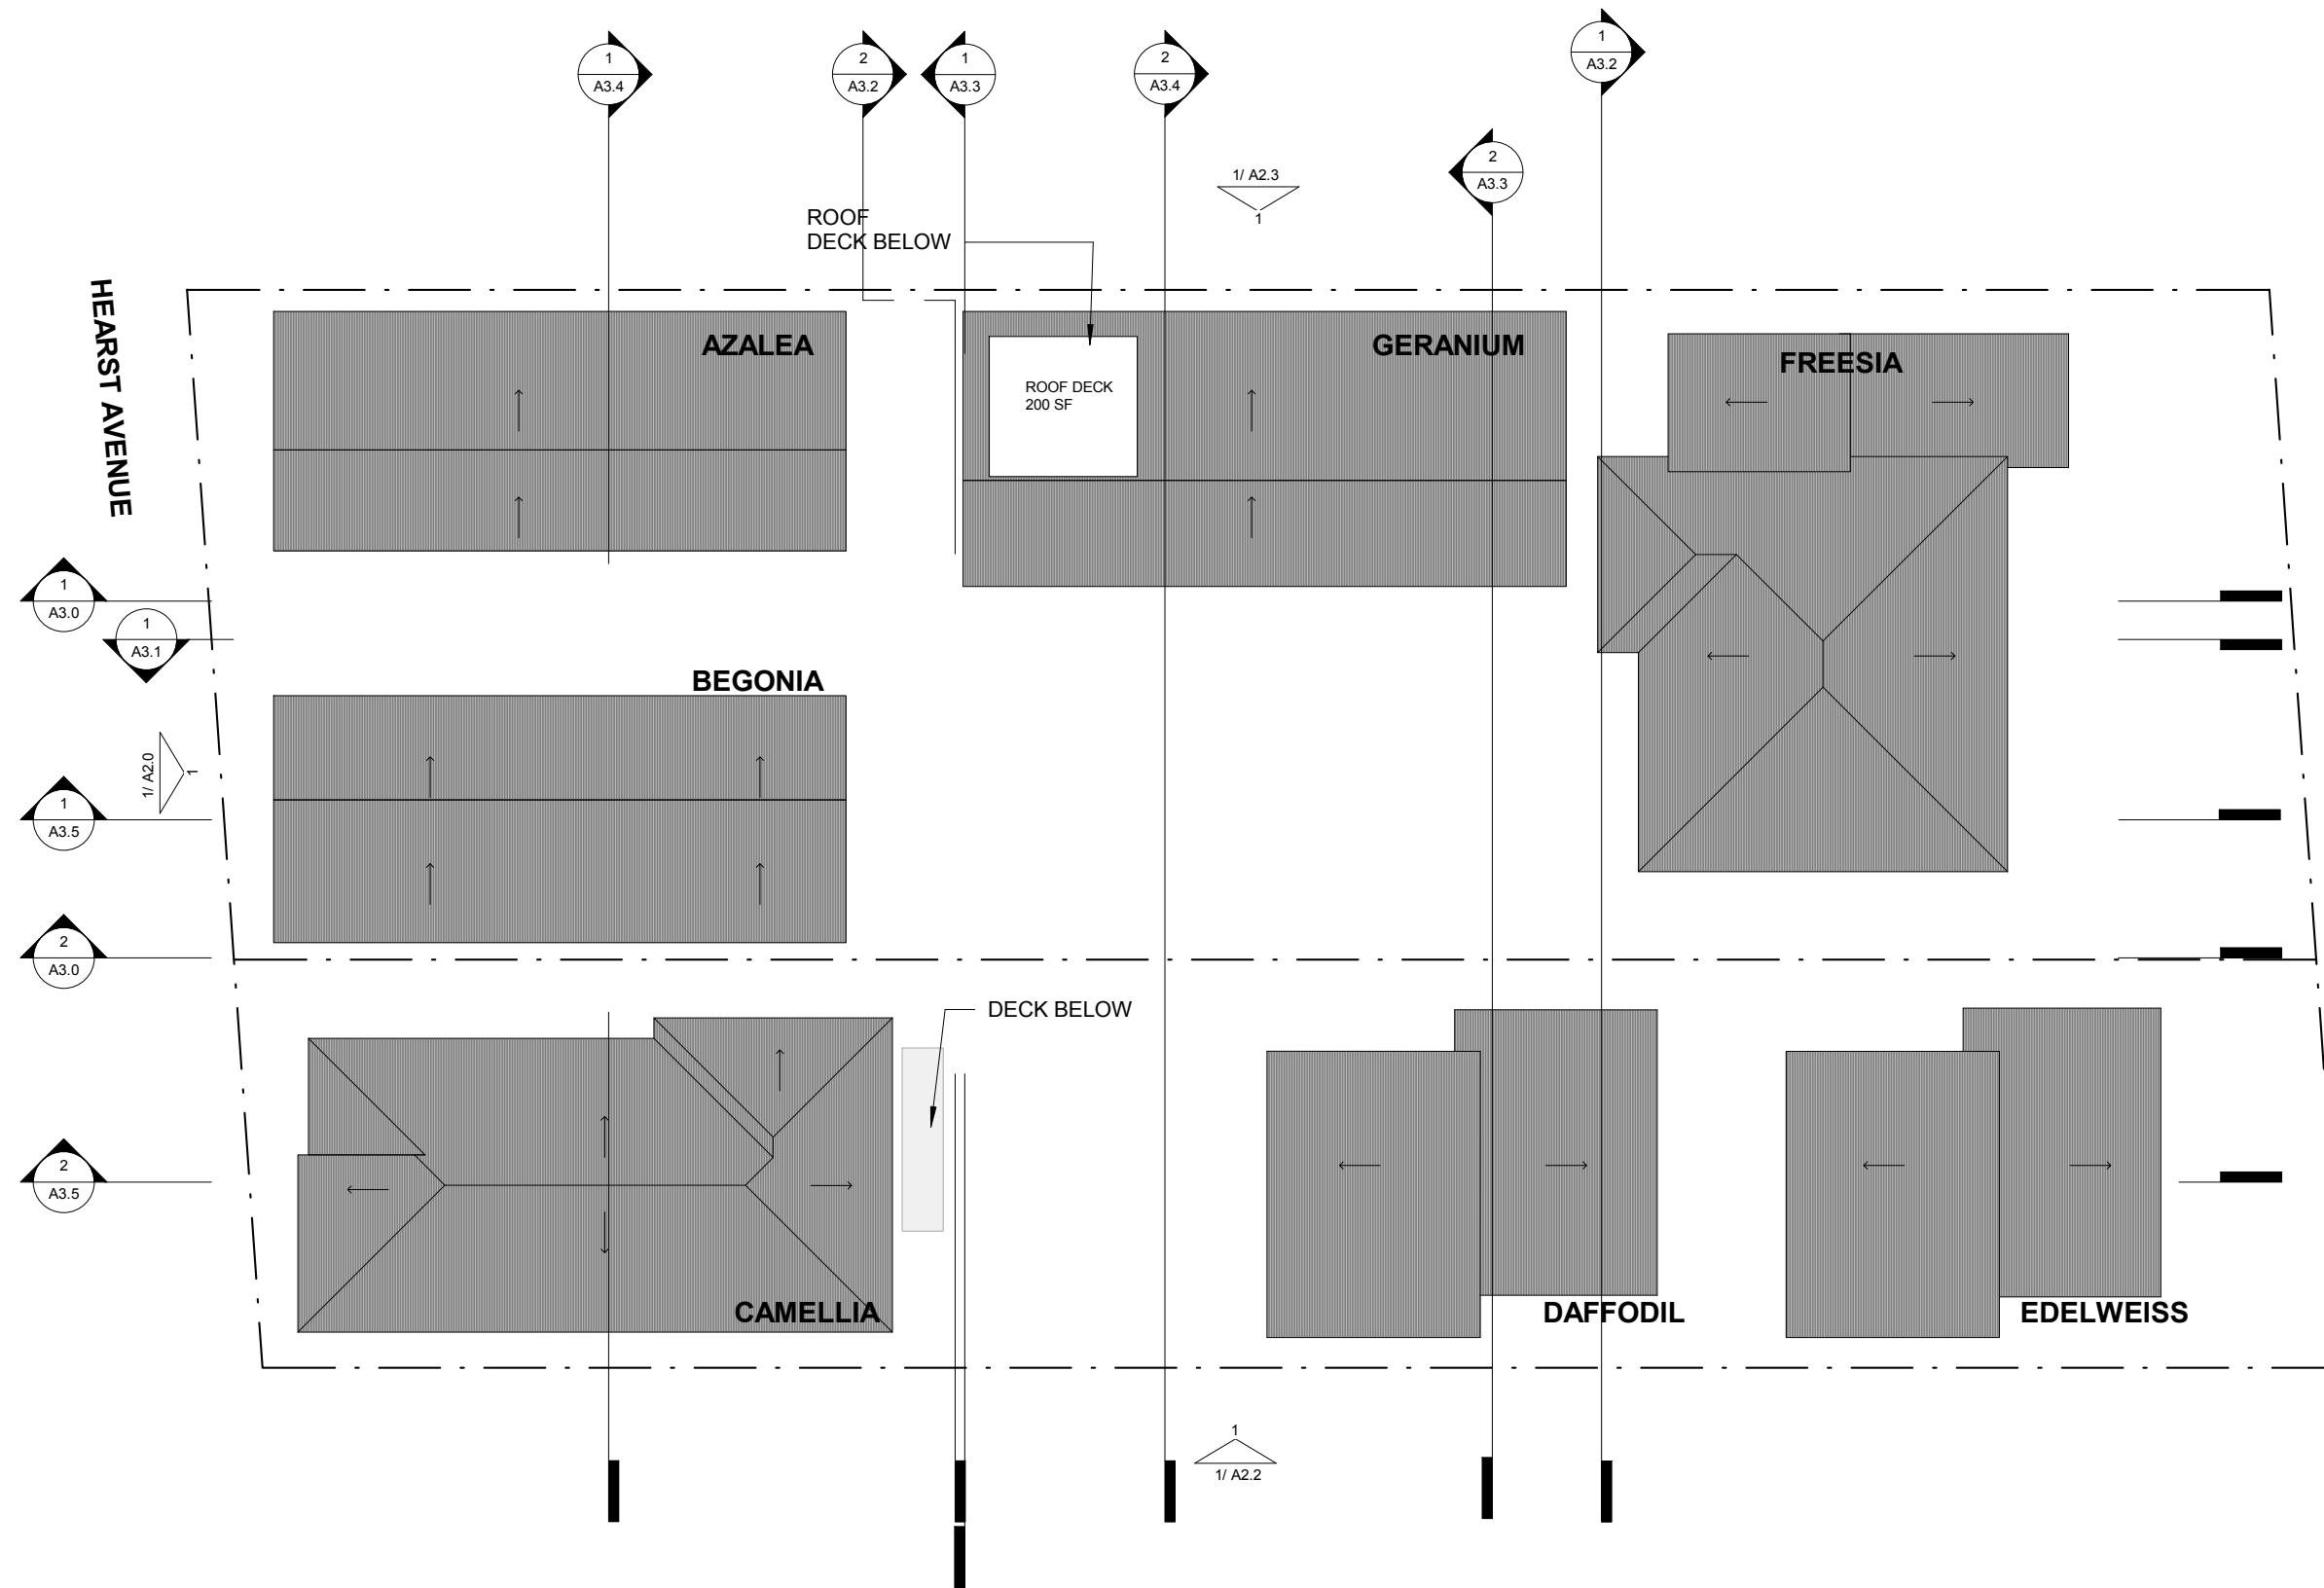 1
A3.2
1
A3.4
2
A3.2
1
A3.3
2
A3.4
2
A3.3
1/ A2.3
1
ROOF
DECK BELOW
HEARST AVENUE
AZALEA
GERANIUM
FREESIA
ROOF DECK
200 SF
1
A3.0
1
A3.1
BEGONIA
1/ A2.0
1
1
A3.5
2
A3.0
DECK BELOW
2
A3.5
CAMELLIA
DAFFODIL
EDELWEISS
1
1/ A2.2